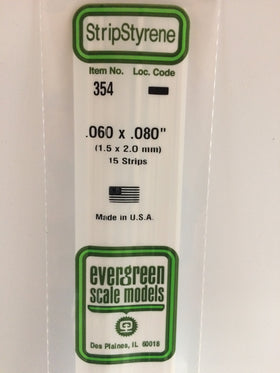 StripStyrene
Item No. Loc. Code
354
.060 x .080"
(1.5 x 2.0 mm)
15 Strips
Made in U.S.A.
evergreen
scale models
Des Plaines, IL 60018